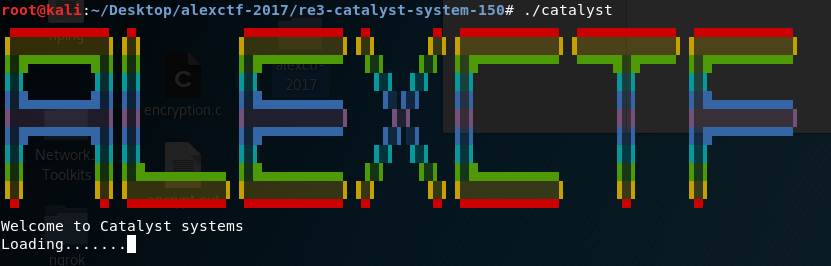 root@kali:~/Desktop/alexctf-2017/re3-catalyst-system-150# ./catalyst
ALEXCTF
alexctf-
2017
encryption.c
Network_
Toolkits
Welcome to Catalyst systems
Loading.......
ngrok